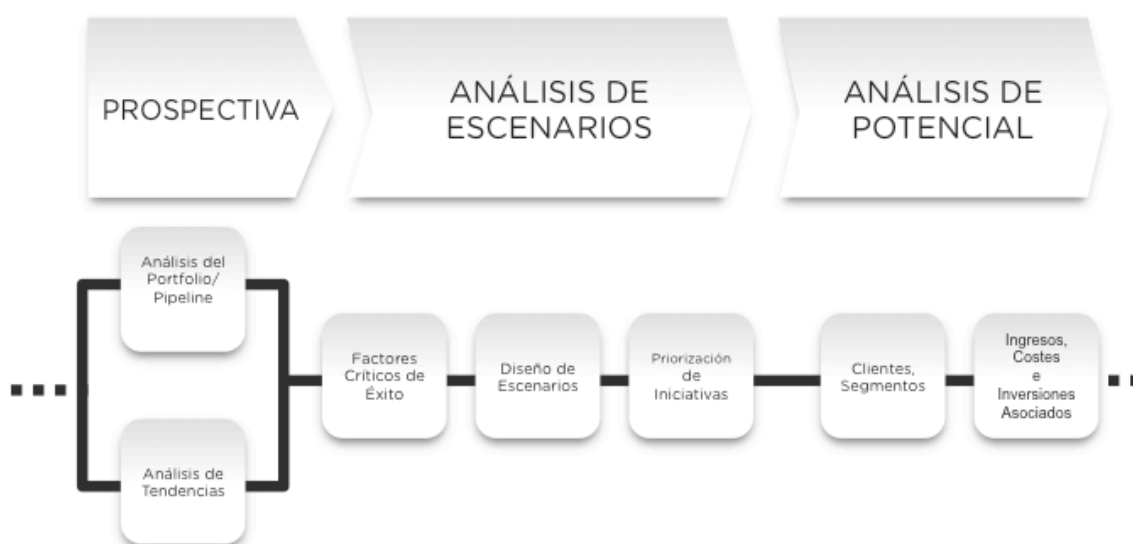 PROSPECTIVA
ANÁLISIS DE
ESCENARIOS
ANÁLISIS DE
POTENCIAL
Análisis del
Portfolio/
Pipeline
Análisis de
Tendencias
Factores
Críticos de
Éxito
Diseño de
Escenarios
Priorización
de
Iniciativas
Clientes,
Segmentos
Ingresos,
Costes
e
Inversiones
Asociados